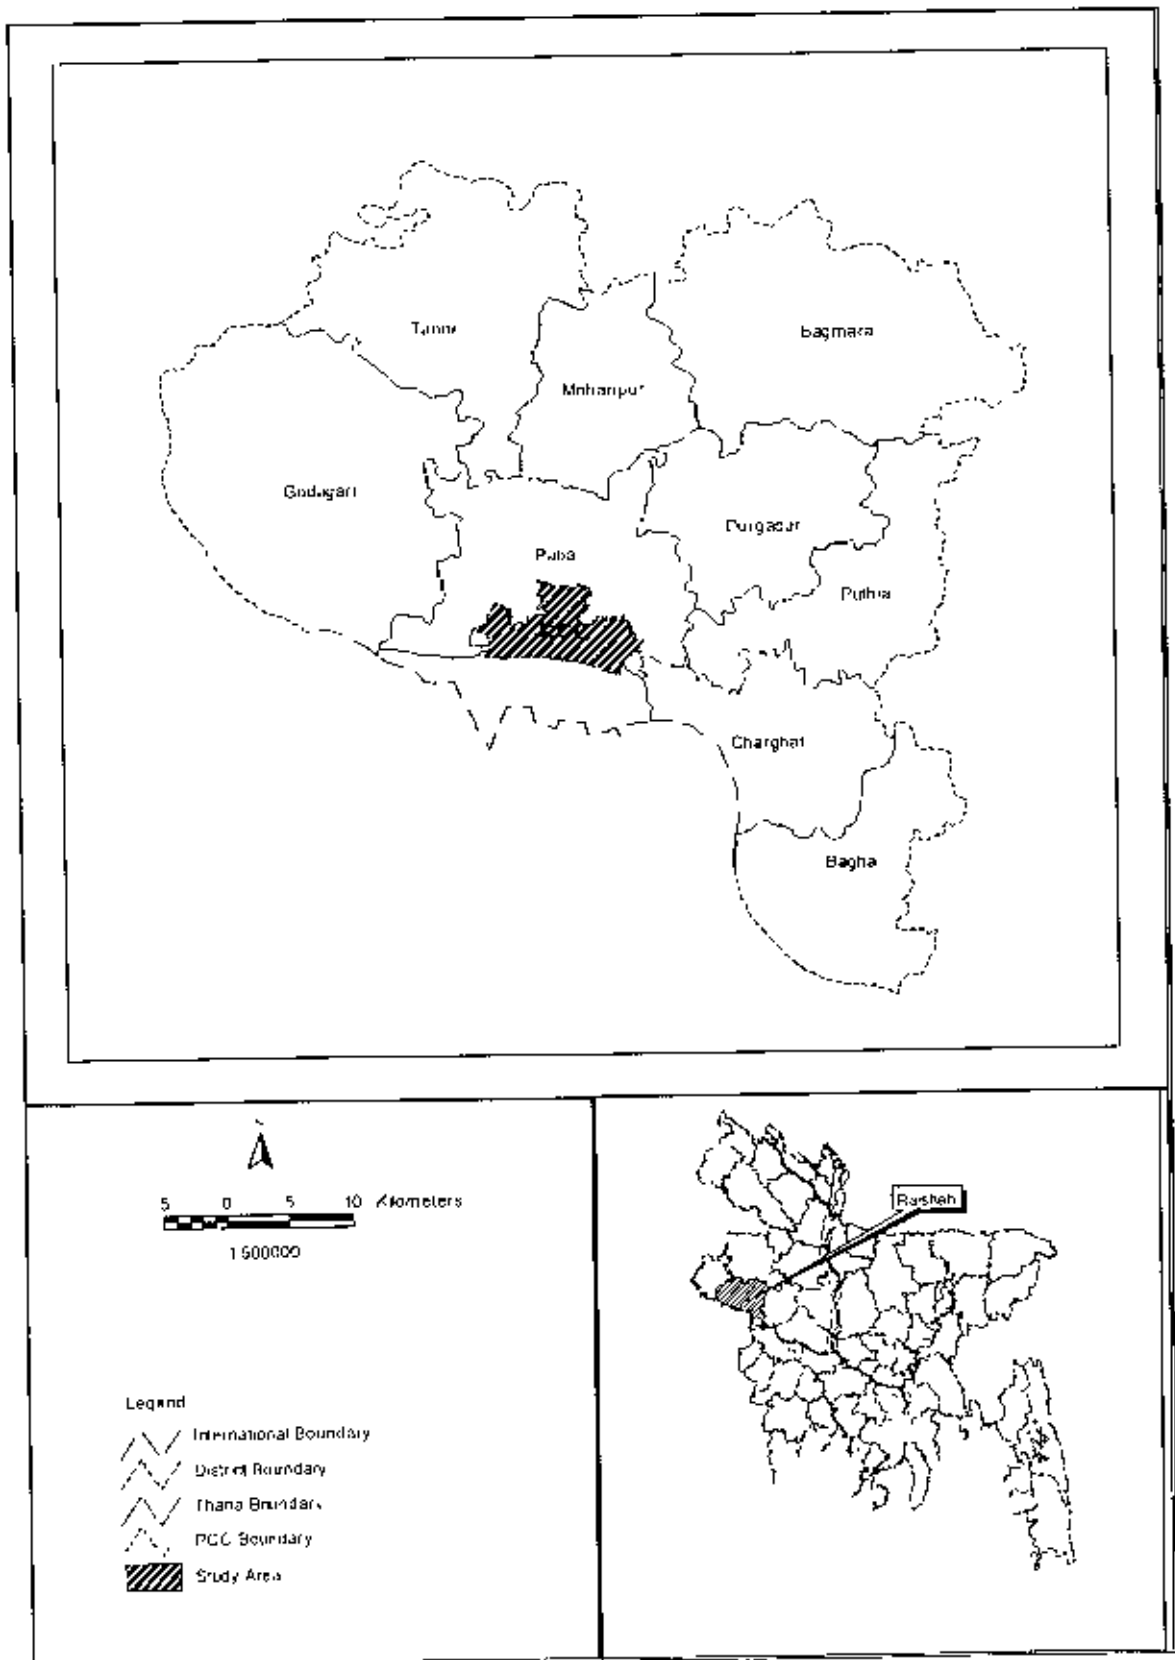 Bagmara
Mohanpur
Godagari
Durgapur
Paba
Puthia
Charghat
Bagha
5 0 5 10 Kilometers
Rajshahi
Legend
International Boundary
District Boundary
Thana Boundary
RCC Boundary
Study Area